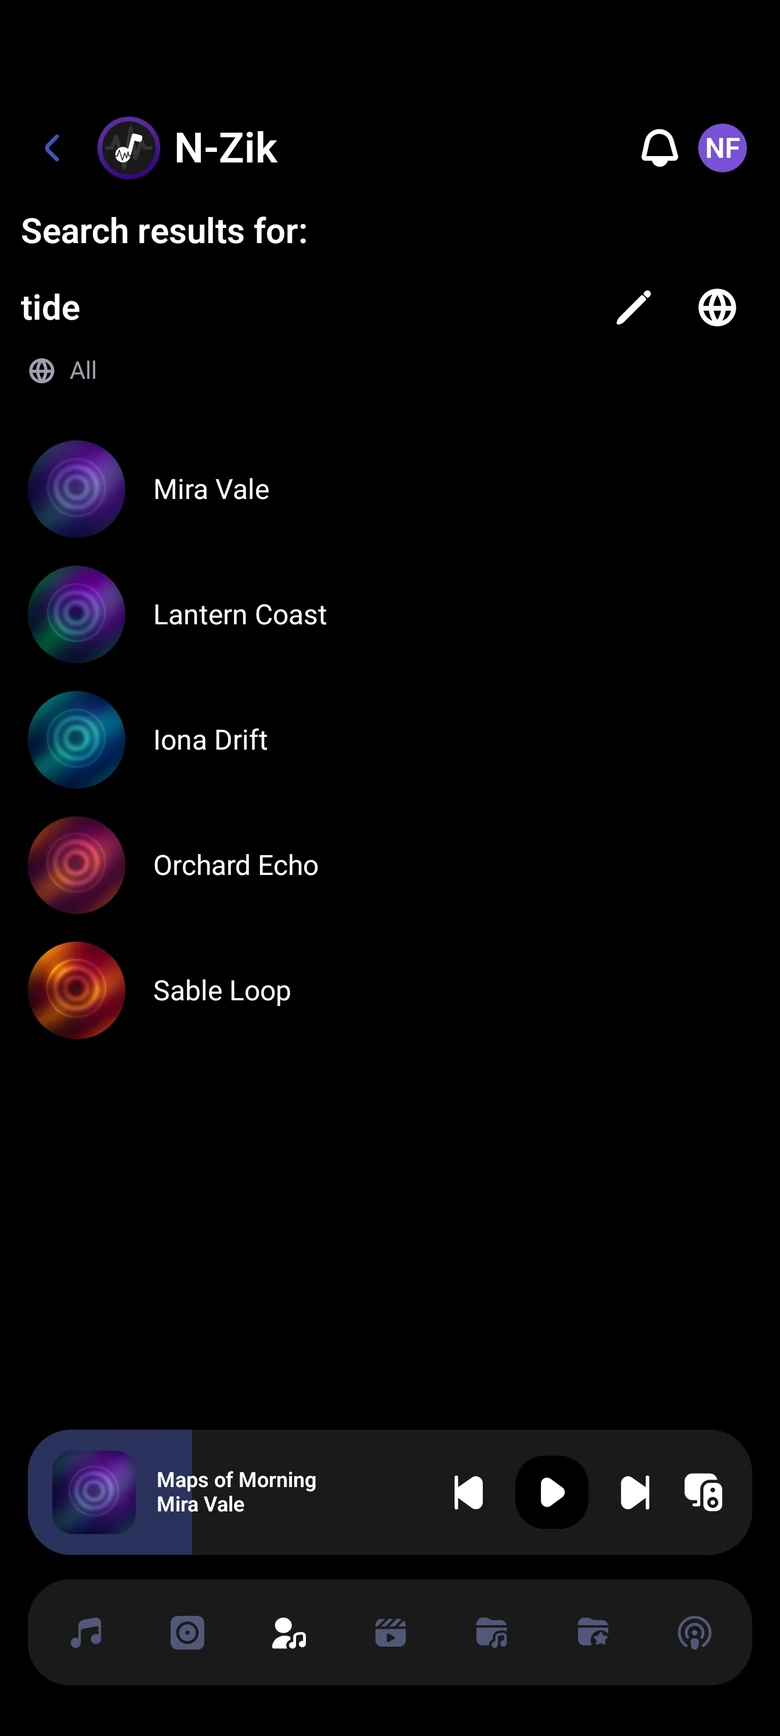 N-Zik
NF
Search results for:
tide
All
Mira Vale
Lantern Coast
Iona Drift
Orchard Echo
Sable Loop
Maps of Morning
Mira Vale